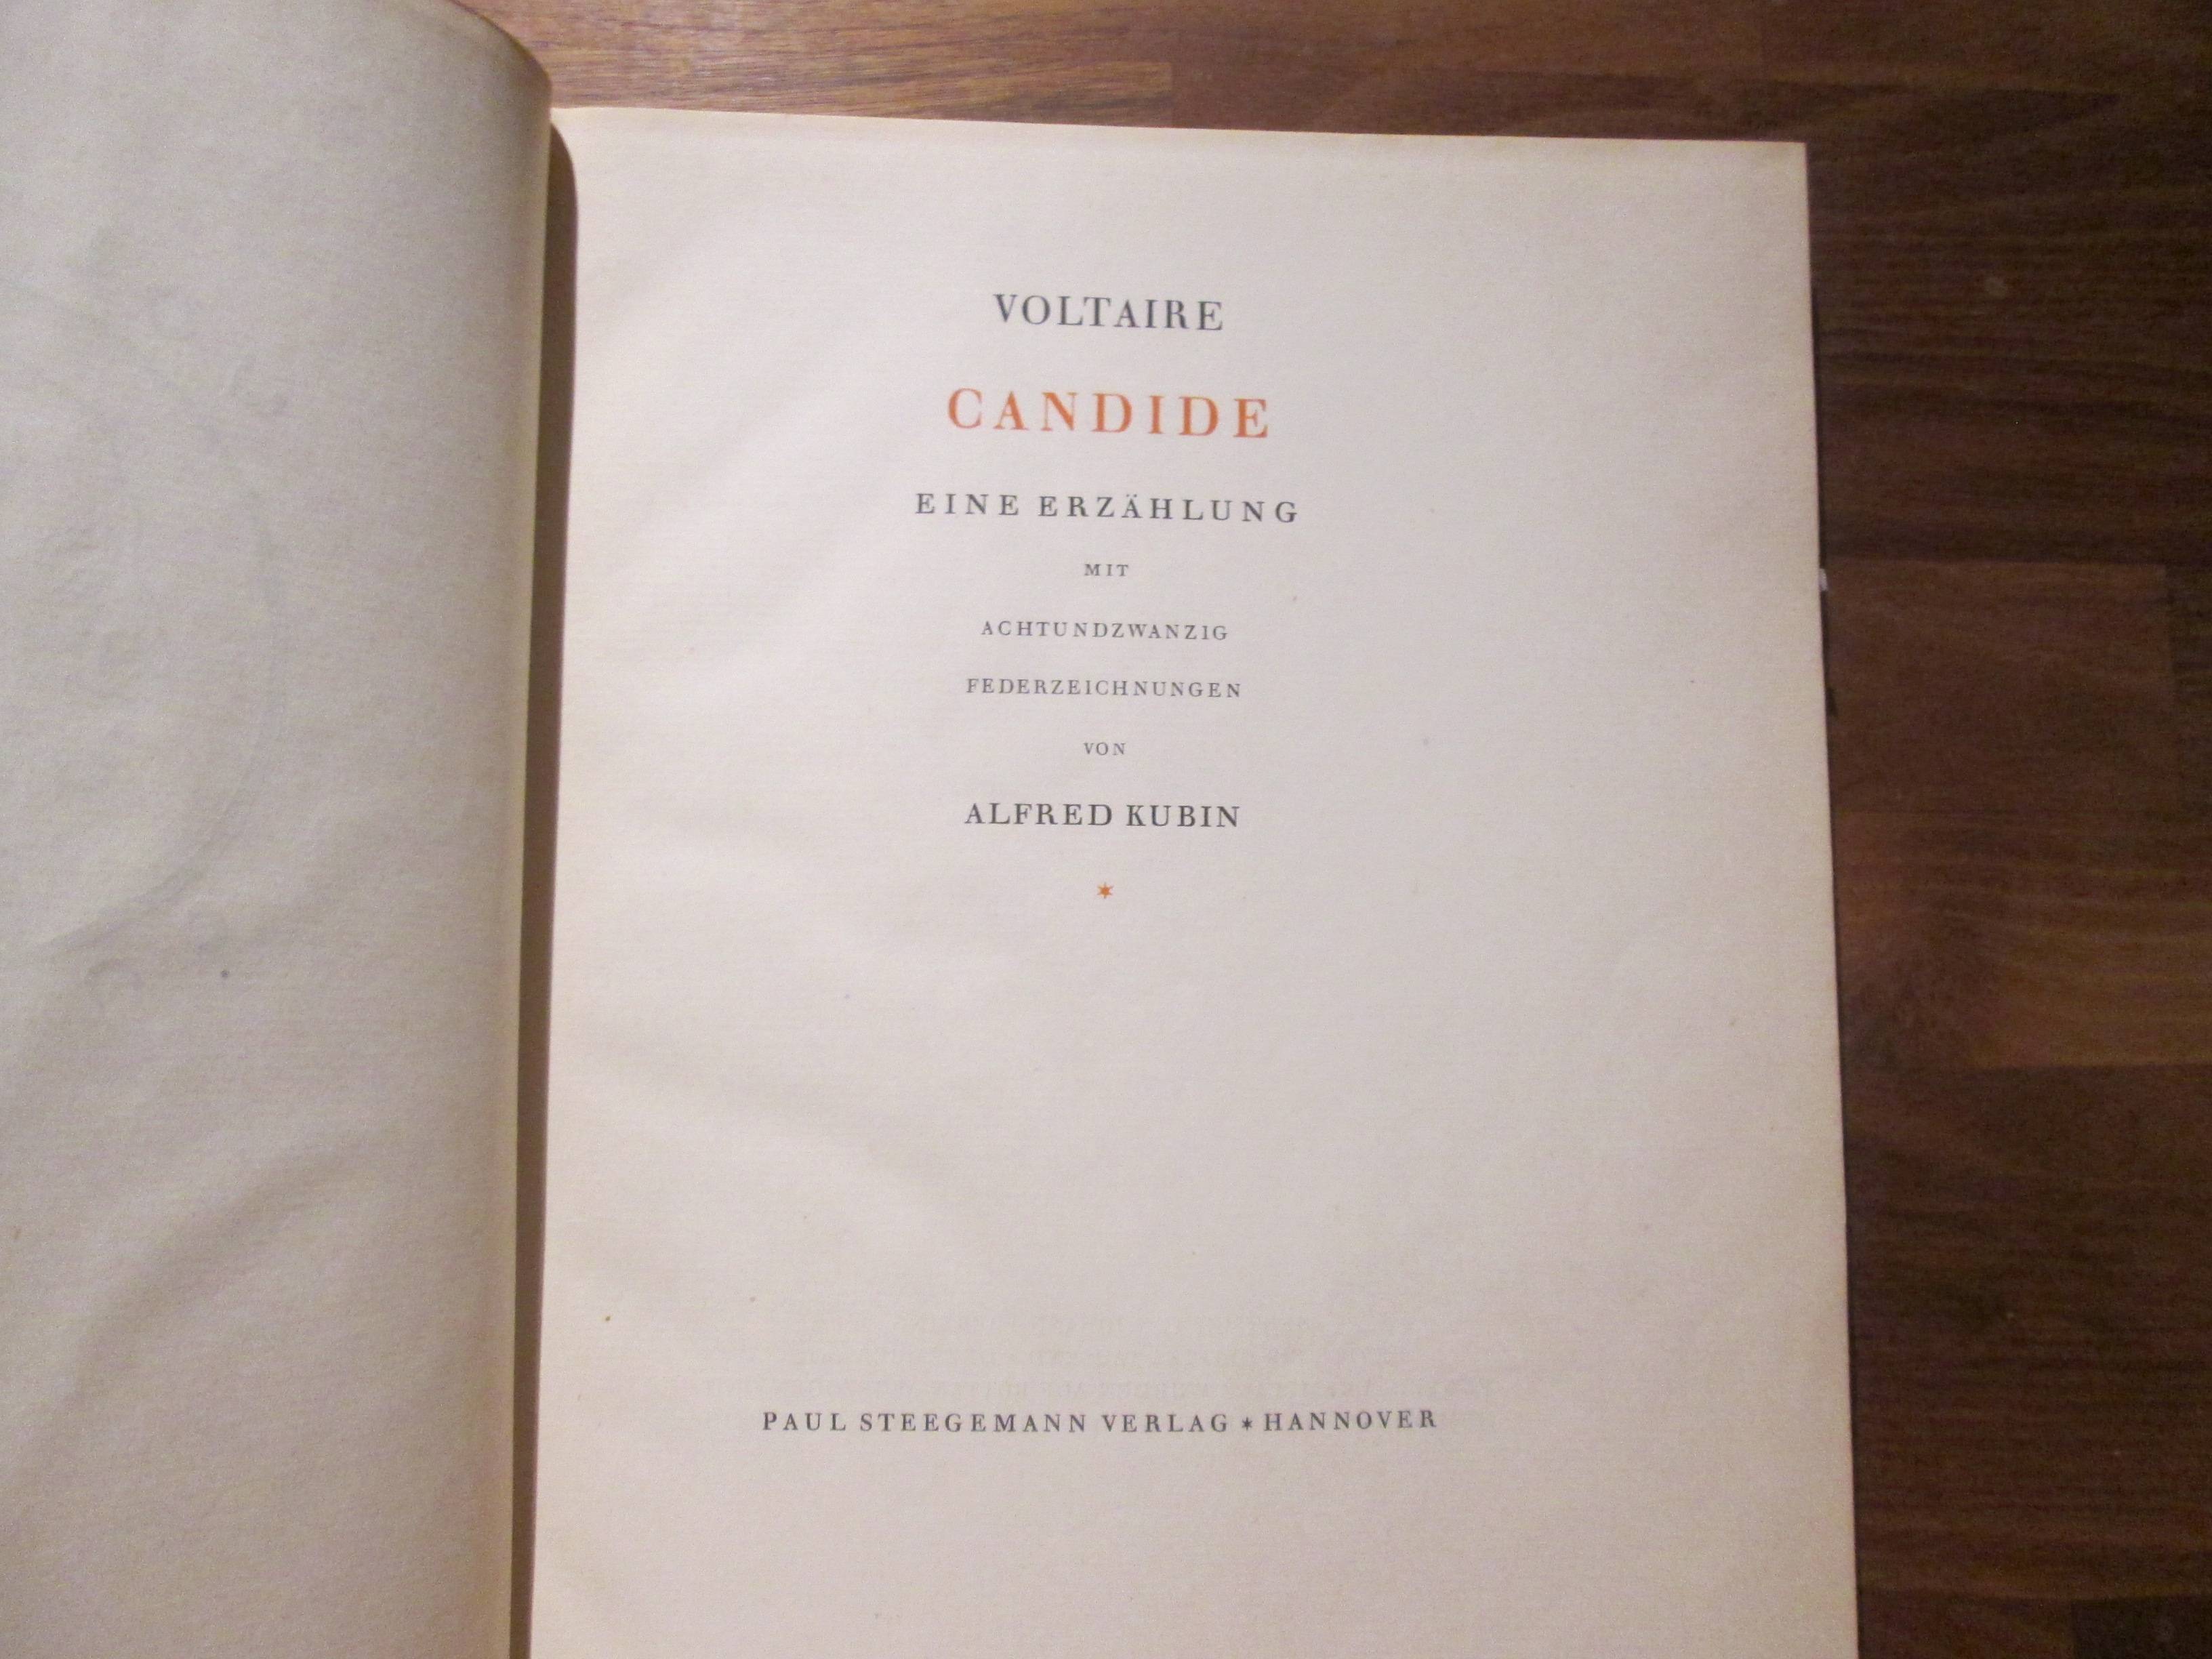 VOLTAIRE
CANDIDE
EINE ERZÄHLUNG
MIT
ACHTUNDZWANZIG
FEDERZEICHNUNGEN
VON
ALFRED KUBIN
*
PAUL STEEGEMANN VERLAG * HANNOVER